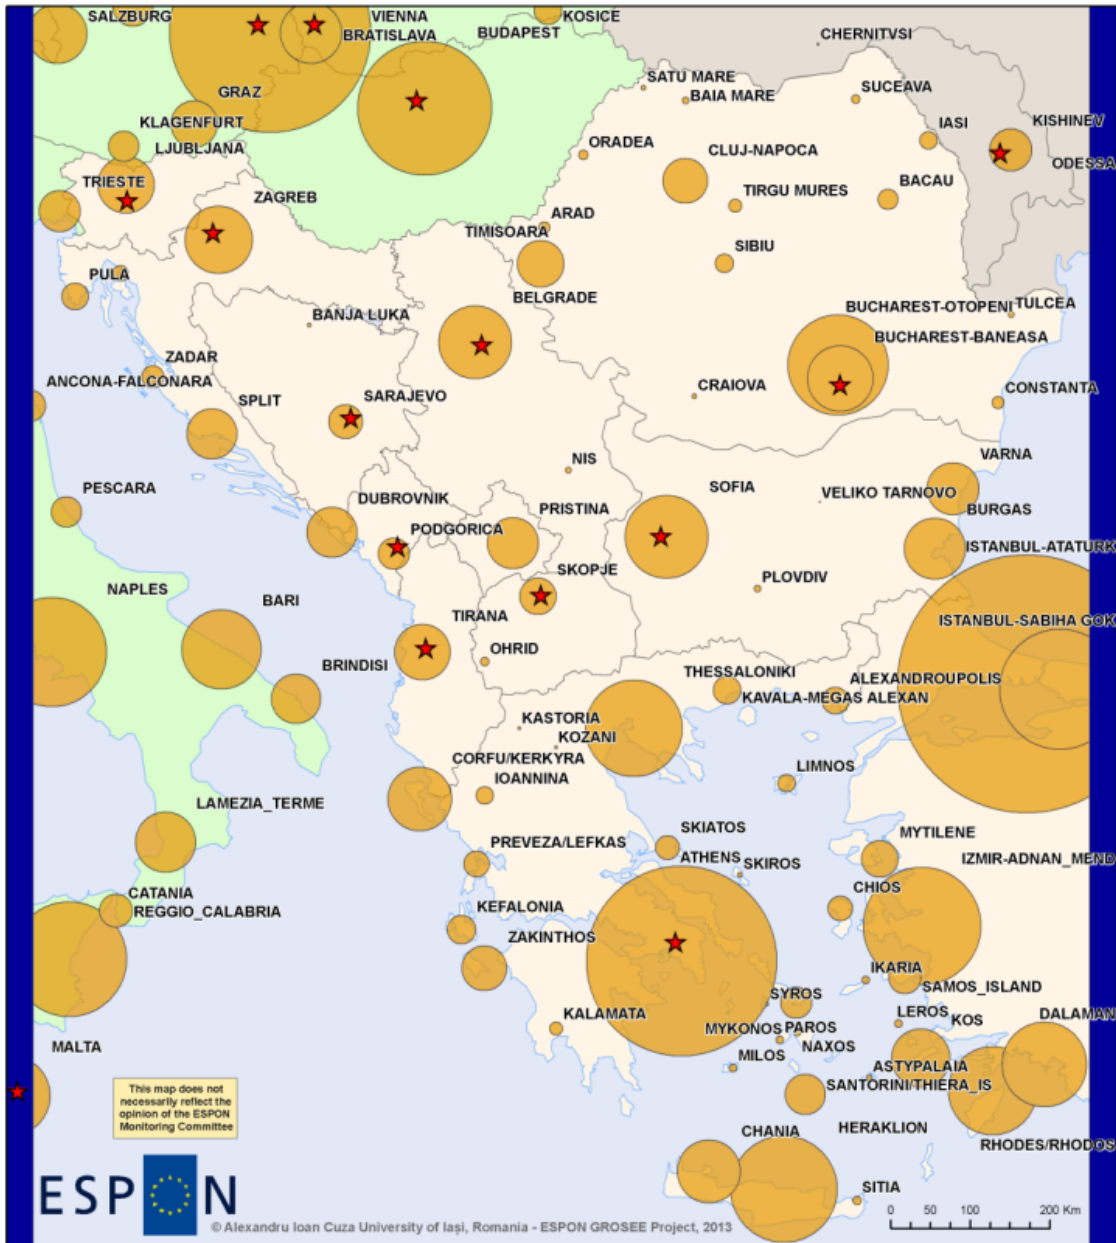 SALZBURG
VIENNA
BRATISLAVA
BUDAPEST
KOSICE
CHERNITVSI
SATU MARE
BAIA MARE
SUCEAVA
GRAZ
KLAGENFURT
LJUBLJANA
IASI
KISHINEV
ORADEA
CLUJ-NAPOCA
ODESSA
TRIESTE
ZAGREB
TIRGU MURES
BACAU
ARAD
TIMISOARA
SIBIU
PULA
BELGRADE
BUCHAREST-OTOPENI
TULCEA
BANJA LUKA
BUCHAREST-BANEASA
ZADAR
ANCONA-FALCONARA
CRAIOVA
CONSTANTA
SARAJEVO
SPLIT
NIS
VARNA
PESCARA
SOFIA
DUBROVNIK
VELIKO TARNOVO
PRISTINA
BURGAS
PODGORICA
ISTANBUL-ATATURK
SKOPJE
PLOVDIV
NAPLES
BARI
TIRANA
ISTANBUL-SABIHA GOK
OHRID
BRINDISI
THESSALONIKI
ALEXANDROUPOLIS
KAVALA-MEGAS ALEXAN
KASTORIA
KOZANI
CORFU/KERKYRA
LIMNOS
IOANNINA
LAMEZIA_TERME
SKIATOS
MYTILENE
PREVEZA/LEFKAS
ATHENS
SKIROS
IZMIR-ADNAN_MEND
CHIOS
CATANIA
REGGIO_CALABRIA
KEFALONIA
ZAKINTHOS
IKARIA
SAMOS_ISLAND
SYROS
KALAMATA
LEROS
KOS
DALAMAN
MYKONOS
PAROS
NAXOS
MALTA
MILOS
ASTYPALAIA
SANTORINI/THIERA_IS
This map does not
necessarily reflect the
opinion of the ESPON
Monitoring Committee
CHANIA
HERAKLION
RHODES/RHODOS
SITIA
ESPON
0 50 100 200 Km
© Alexandru Ioan Cuza University of Iași, Romania - ESPON GROSEE Project, 2013